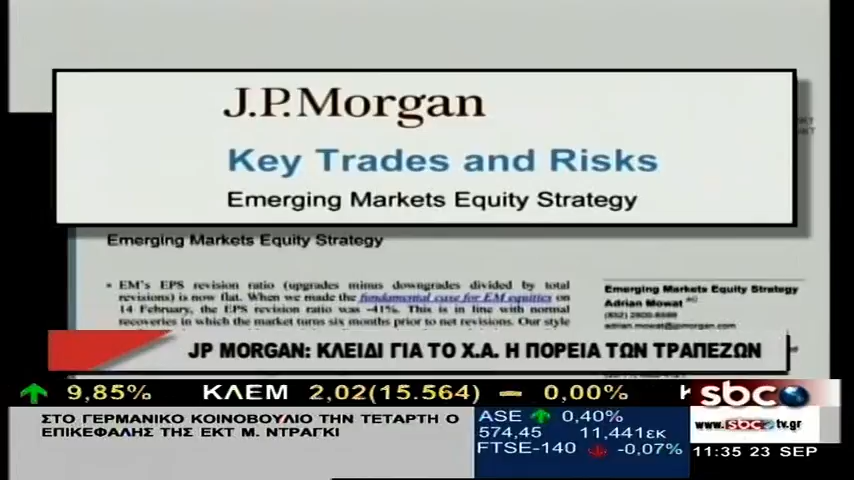 J.P.Morgan
Key Trades and Risks
Emerging Markets Equity Strategy
Emerging Markets Equity Strategy
• EM's EPS revision ratio (upgrades minus downgrades divided by total
revisions) is now flat. When we made the fundamental case for EM equities on
14 February, the EPS revision ratio was -41%. This is in line with normal
recoveries in which the market turns six months prior to net revisions. Our style
Emerging Markets Equity Strategy
Adrian Mowat
adrian.mowat@jpmorgan.com
JP MORGAN: ΚΛΕΙΔΙ ΓΙΑ ΤΟ Χ.Α. Η ΠΟΡΕΙΑ ΤΩΝ ΤΡΑΠΕΖΩΝ
9,85% ΚΛΕΜ 2,02(15.564) 0,00%
sbc
www.sbctv.gr
ΣΤΟ ΓΕΡΜΑΝΙΚΟ ΚΟΙΝΟΒΟΥΛΙΟ ΤΗΝ ΤΕΤΑΡΤΗ Ο
ΕΠΙΚΕΦΑΛΗΣ ΤΗΣ ΕΚΤ Μ. ΝΤΡΑΓΚΙ
ASE 0,40%
574,45 11,441εκ
FTSE-140 -0,07%
11:35 23 SEP